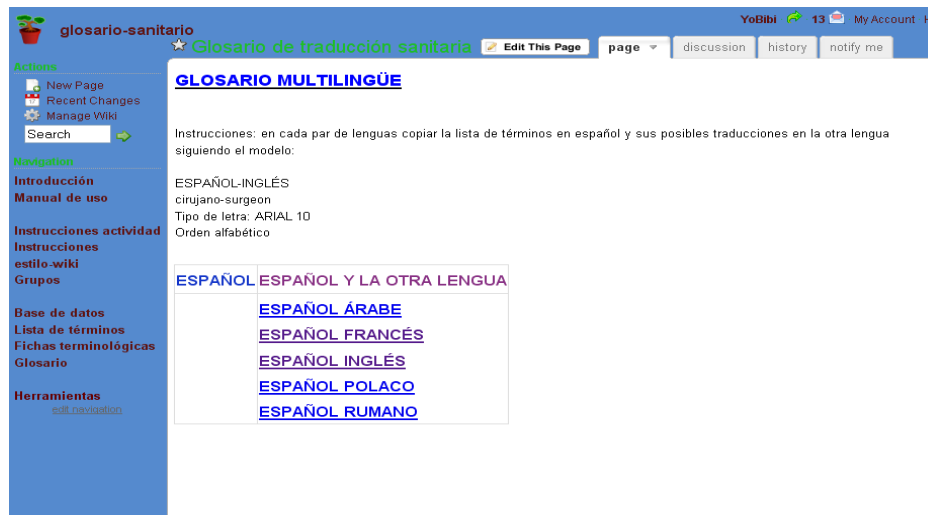 glosario-sanitario
YoBibi 13 My Account H
Glosario de traducción sanitaria Edit This Page page discussion history notify me
Actions
New Page
Recent Changes
Manage Wiki
Search
Navigation
Introducción
Manual de uso
Instrucciones actividad
Instrucciones
estilo-wiki
Grupos
Base de datos
Lista de términos
Fichas terminológicas
Glosario
Herramientas
edit navigation
GLOSARIO MULTILINGÜE
Instrucciones: en cada par de lenguas copiar la lista de términos en español y sus posibles traducciones en la otra lengua
siguiendo el modelo:
ESPAÑOL-INGLÉS
cirujano-surgeon
Tipo de letra: ARIAL 10
Orden alfabético
ESPAÑOL ESPAÑOL Y LA OTRA LENGUA
ESPAÑOL ÁRABE
ESPAÑOL FRANCÉS
ESPAÑOL INGLÉS
ESPAÑOL POLACO
ESPAÑOL RUMANO